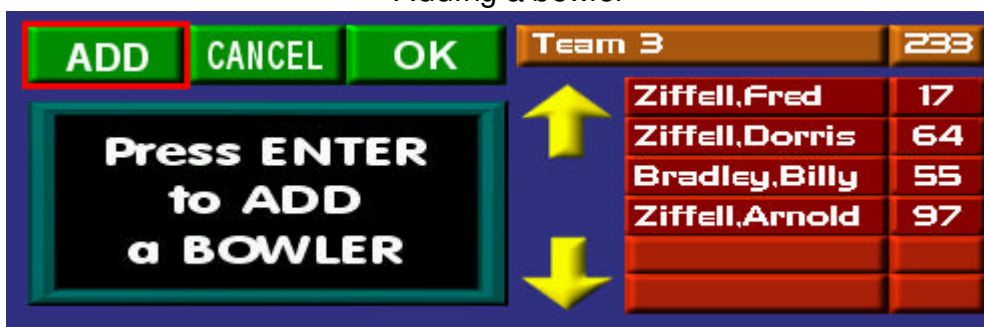 Adding a bowler
ADD CANCEL OK
Press ENTER
to ADD
a BOWLER
Team 3 233
Ziffell,Fred 17
Ziffell,Dorris 64
Bradley,Billy 55
Ziffell,Arnold 97